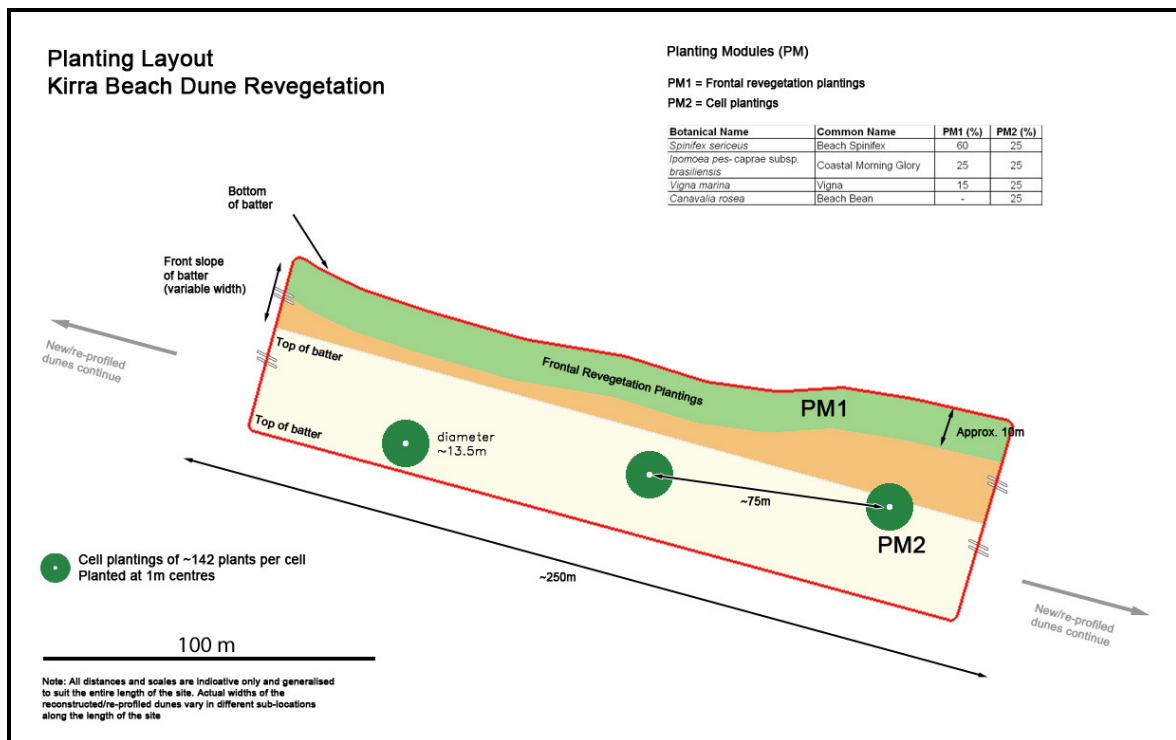 Planting Layout
Kirra Beach Dune Revegetation
Planting Modules (PM)
PM1 = Frontal revegetation plantings
PM2 = Cell plantings
Botanical Name Common Name PM1 (%) PM2 (%)
Spinifex sericeus Beach Spinifex 60 25
Ipomoea pes- caprae subsp.
brasiliensis Coastal Morning Glory 25 25
Vigna marina Vigna 15 25
Canavalia rosea Beach Bean - 25
Bottom
of batter
Front slope
of batter
(variable width)
New/re-profiled
dunes continue
Top of batter
Frontal Revegetation Plantings
PM1
Approx. 10m
Top of batter
diameter
~13.5m
~75m
PM2
Cell plantings of ~142 plants per cell
Planted at 1m centres
~250m
New/re-profiled
dunes continue
100 m
Note: All distances and scales are indicative only and generalised
to suit the entire length of the site. Actual widths of the
reconstructed/re-profiled dunes vary in different sub-locations
along the length of the site